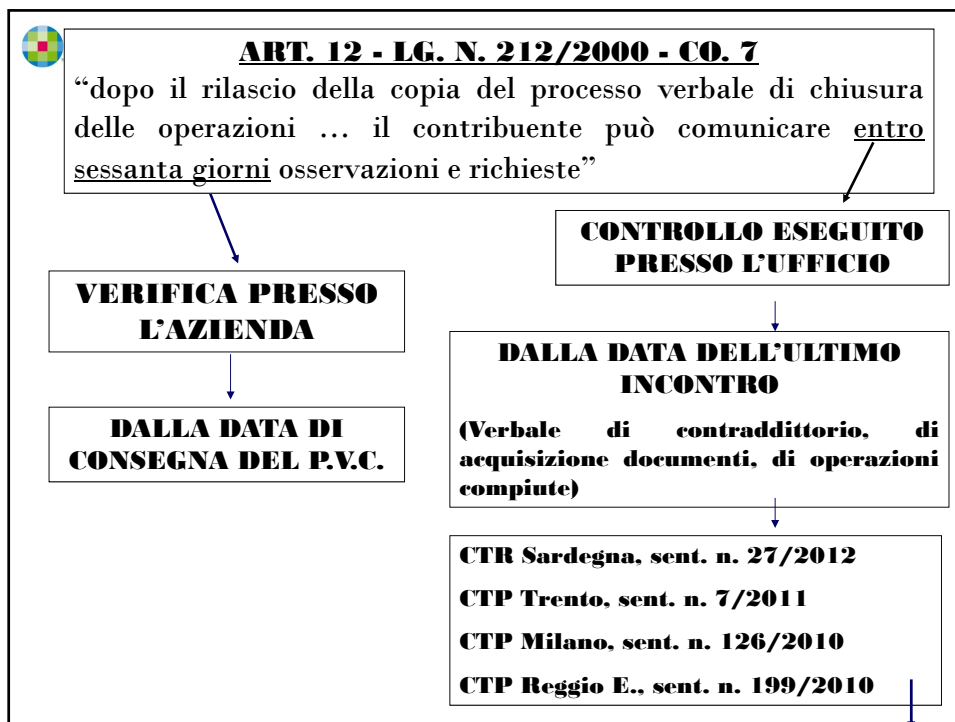 ART. 12 - LG. N. 212/2000 - CO. 7
“dopo il rilascio della copia del processo verbale di chiusura
delle operazioni … il contribuente può comunicare entro
sessanta giorni osservazioni e richieste”
VERIFICA PRESSO
L’AZIENDA
DALLA DATA DI
CONSEGNA DEL P.V.C.
CONTROLLO ESEGUITO
PRESSO L’UFFICIO
DALLA DATA DELL’ULTIMO
INCONTRO
(Verbale di contraddittorio, di
acquisizione documenti, di operazioni
compiute)
CTR Sardegna, sent. n. 27/2012
CTP Trento, sent. n. 7/2011
CTP Milano, sent. n. 126/2010
CTP Reggio E., sent. n. 199/2010